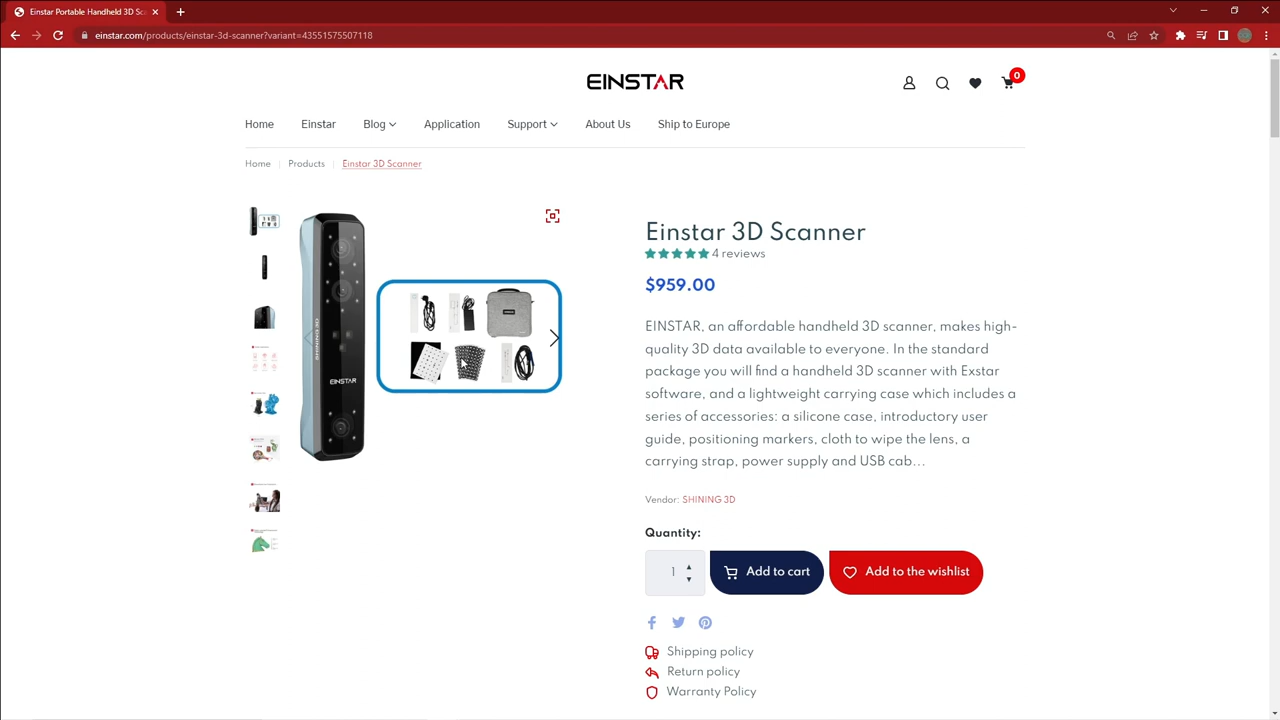 Einstar Portable Handheld 3D Sc
einstar.com/products/einstar-3d-scanner?variant=43551575507118
EINSTAR
0
Home Einstar Blog Application Support About Us Ship to Europe
Home Products Einstar 3D Scanner
Einstar 3D Scanner
4 reviews
$959.00
EINSTAR, an affordable handheld 3D scanner, makes high-
quality 3D data available to everyone. In the standard
package you will find a handheld 3D scanner with Exstar
software, and a lightweight carrying case which includes a
series of accessories: a silicone case, introductory user
guide, positioning markers, cloth to wipe the lens, a
carrying strap, power supply and USB cab...
SHINING 3D
EINSTAR
Vendor: SHINING 3D
Quantity:
1 Add to cart Add to the wishlist
Shipping policy
Return policy
Warranty Policy